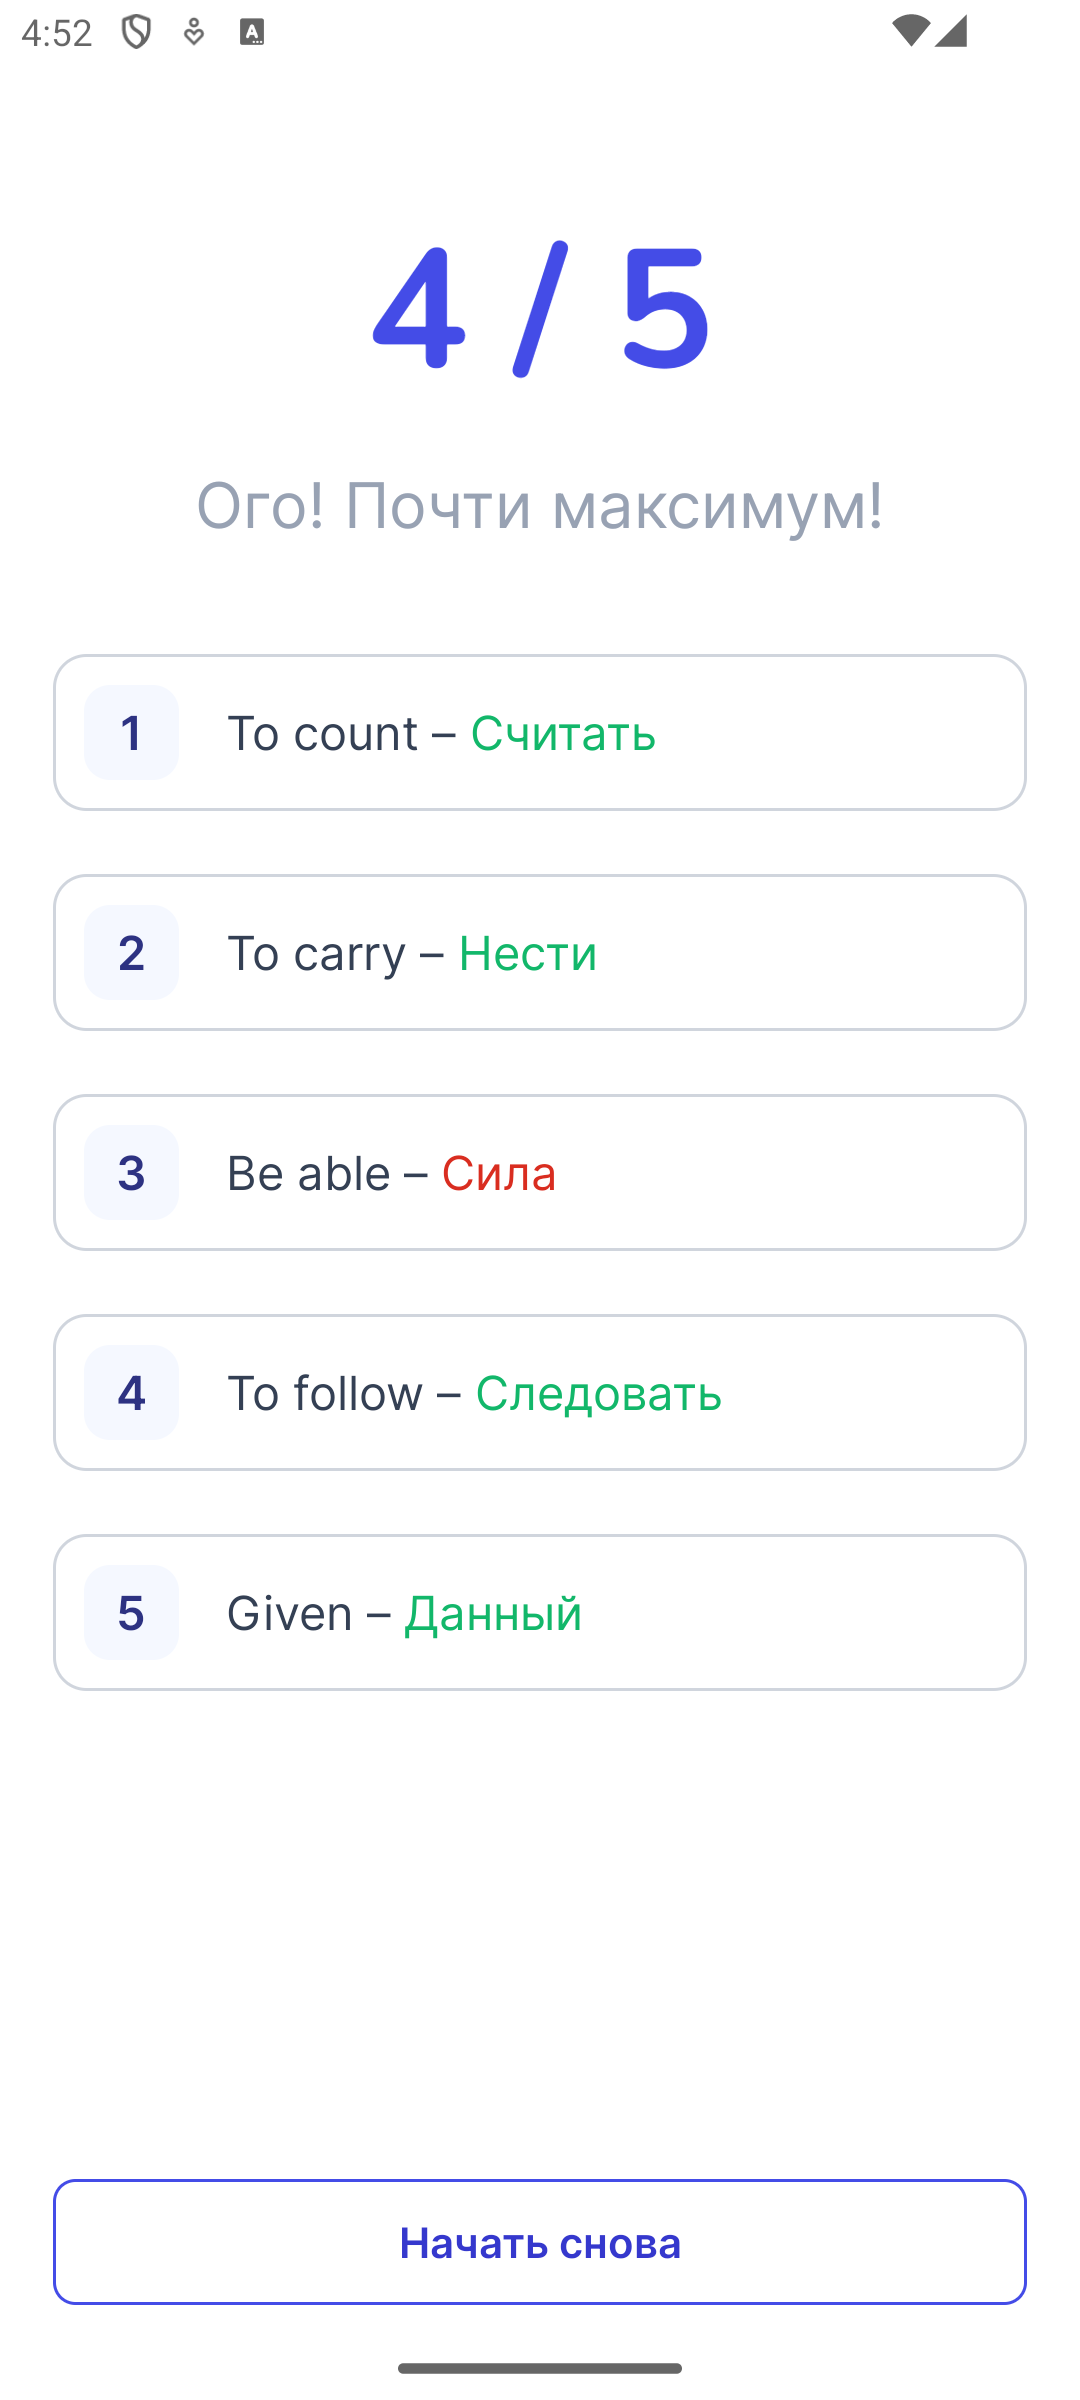 4:52
4 / 5
Ого! Почти максимум!
1 To count – Считать
2 To carry – Нести
3 Be able – Сила
4 To follow – Следовать
5 Given – Данный
Начать снова